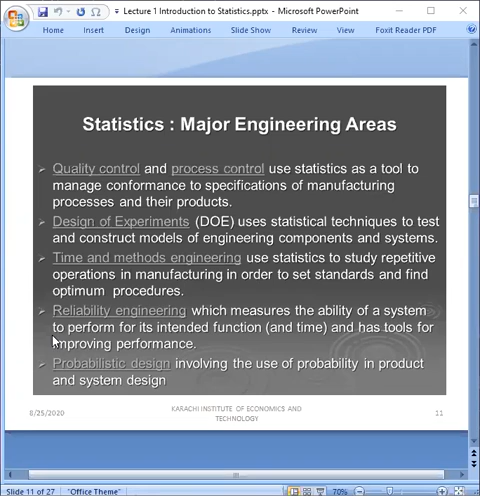 Lecture 1 Introduction to Statistics.pptx - Microsoft PowerPoint
Home Insert Design Animations Slide Show Review View Foxit Reader PDF
Statistics : Major Engineering Areas
Quality control and process control use statistics as a tool to
manage conformance to specifications of manufacturing
processes and their products.
Design of Experiments (DOE) uses statistical techniques to test
and construct models of engineering components and systems.
Time and methods engineering use statistics to study repetitive
operations in manufacturing in order to set standards and find
optimum procedures.
Reliability engineering which measures the ability of a system
to perform for its intended function (and time) and has tools for
improving performance.
Probabilistic design involving the use of probability in product
and system design
8/25/2020
KARACHI INSTITUTE OF ECONOMICS AND
TECHNOLOGY
11
Slide 11 of 27 "Office Theme" 70%